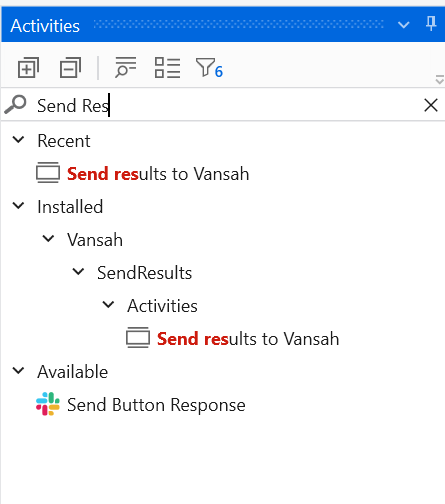 Activities
6
Send Res
Recent
Send results to Vansah
Installed
Vansah
SendResults
Activities
Send results to Vansah
Available
Send Button Response